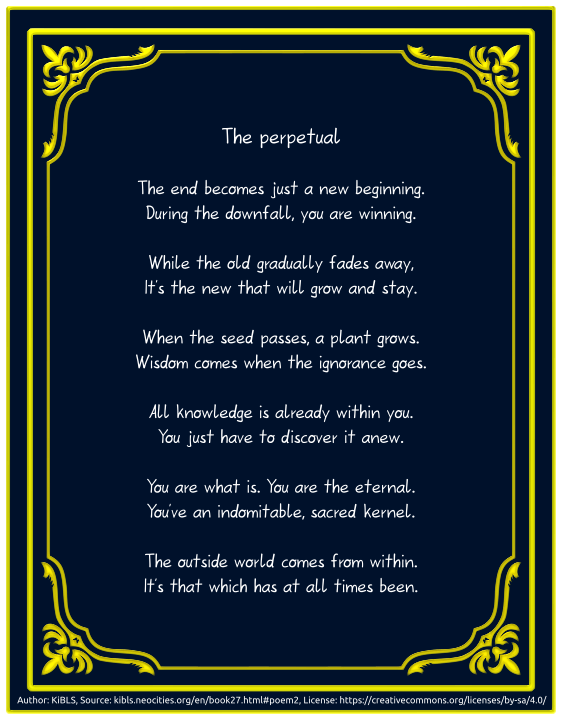 The perpetual
The end becomes just a new beginning.
During the downfall, you are winning.
While the old gradually fades away,
It's the new that will grow and stay.
When the seed passes, a plant grows.
Wisdom comes when the ignorance goes.
All knowledge is already within you.
You just have to discover it anew.
You are what is. You are the eternal.
You've an indomitable, sacred kernel.
The outside world comes from within.
It's that which has at all times been.
Author: KiBLS, Source: kibls.neocities.org/en/book27.html#poem2, License: https://creativecommons.org/licenses/by-sa/4.0/